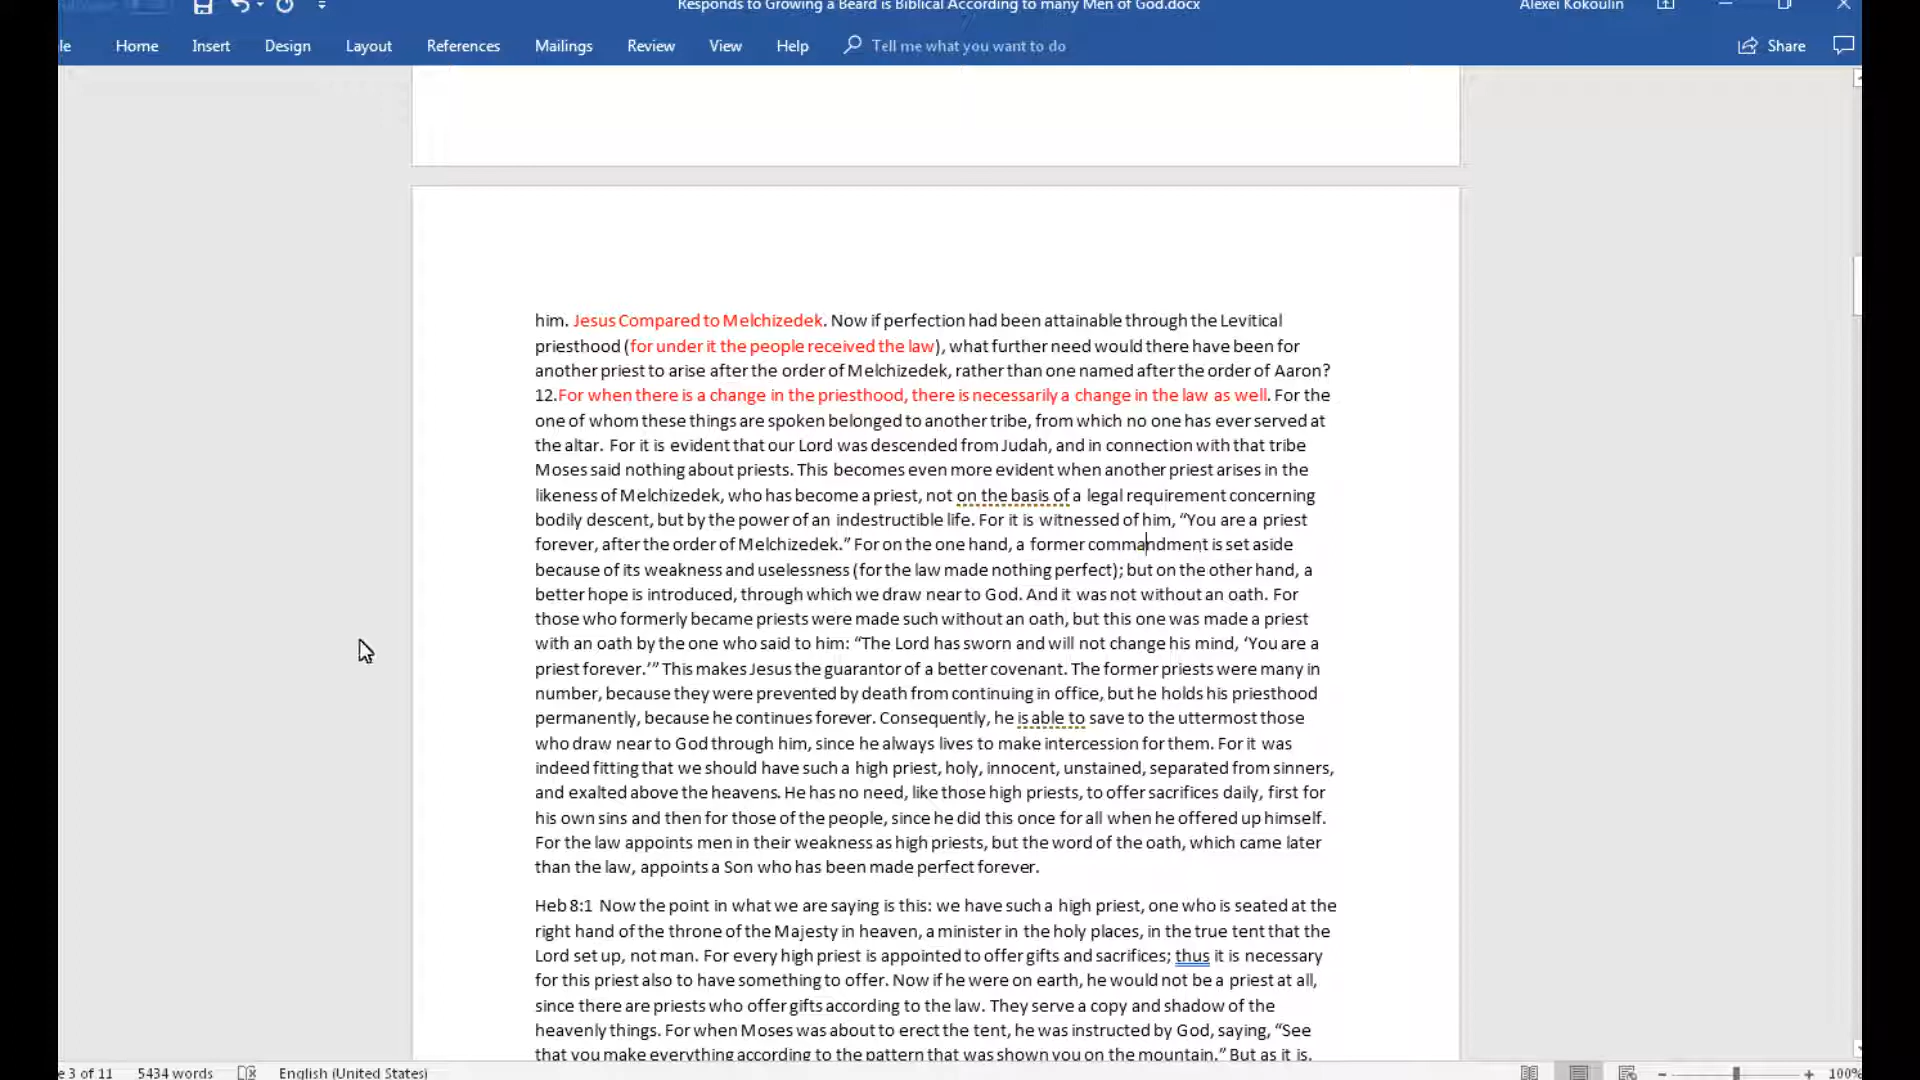 Responds to Growing a Beard is Biblical According to many Men of God.docx
Alexei Kokoulin
le Home Insert Design Layout References Mailings Review View Help Tell me what you want to do Share
him. Jesus Compared to Melchizedek. Now if perfection had been attainable through the Levitical
priesthood (for under it the people received the law), what further need would there have been for
another priest to arise after the order of Melchizedek, rather than one named after the order of Aaron?
12.For when there is a change in the priesthood, there is necessarily a change in the law as well. For the
one of whom these things are spoken belonged to another tribe, from which no one has ever served at
the altar. For it is evident that our Lord was descended from Judah, and in connection with that tribe
Moses said nothing about priests. This becomes even more evident when another priest arises in the
likeness of Melchizedek, who has become a priest, not on the basis of a legal requirement concerning
bodily descent, but by the power of an indestructible life. For it is witnessed of him, “You are a priest
forever, after the order of Melchizedek.” For on the one hand, a former commandment is set aside
because of its weakness and uselessness (for the law made nothing perfect); but on the other hand, a
better hope is introduced, through which we draw near to God. And it was not without an oath. For
those who formerly became priests were made such without an oath, but this one was made a priest
with an oath by the one who said to him: “The Lord has sworn and will not change his mind, ‘You are a
priest forever.’” This makes Jesus the guarantor of a better covenant. The former priests were many in
number, because they were prevented by death from continuing in office, but he holds his priesthood
permanently, because he continues forever. Consequently, he is able to save to the uttermost those
who draw near to God through him, since he always lives to make intercession for them. For it was
indeed fitting that we should have such a high priest, holy, innocent, unstained, separated from sinners,
and exalted above the heavens. He has no need, like those high priests, to offer sacrifices daily, first for
his own sins and then for those of the people, since he did this once for all when he offered up himself.
For the law appoints men in their weakness as high priests, but the word of the oath, which came later
than the law, appoints a Son who has been made perfect forever.
Heb 8:1 Now the point in what we are saying is this: we have such a high priest, one who is seated at the
right hand of the throne of the Majesty in heaven, a minister in the holy places, in the true tent that the
Lord set up, not man. For every high priest is appointed to offer gifts and sacrifices; thus it is necessary
for this priest also to have something to offer. Now if he were on earth, he would not be a priest at all,
since there are priests who offer gifts according to the law. They serve a copy and shadow of the
heavenly things. For when Moses was about to erect the tent, he was instructed by God, saying, “See
that you make everything according to the pattern that was shown you on the mountain.” But as it is,
e 3 of 11 5434 words English (United States) 100%